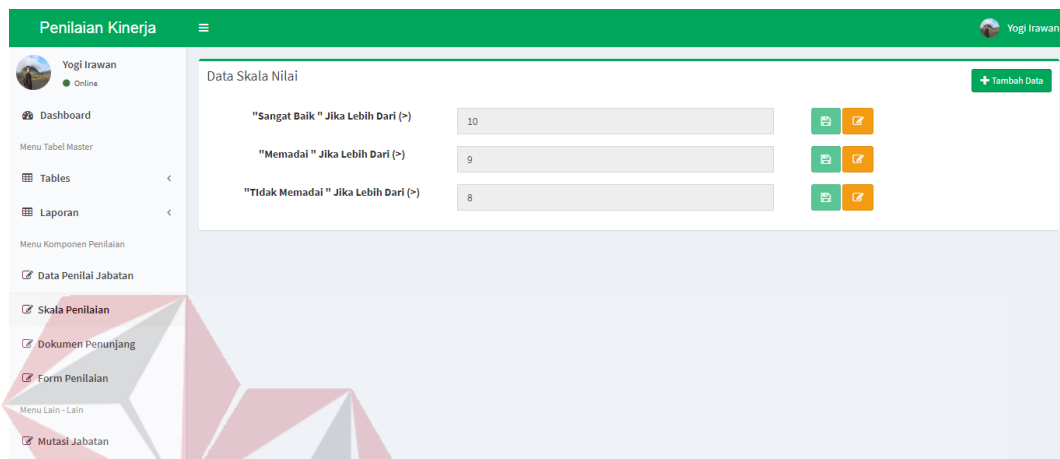 Penilaian Kinerja
Yogi Irawan
Yogi Irawan
Online
Dashboard
Menu Tabel Master
Tables
Laporan
Menu Komponen Penilaian
Data Penilai Jabatan
Skala Penilaian
Dokumen Penunjang
Form Penilaian
Menu Lain - Lain
Mutasi Jabatan
Data Skala Nilai
Tambah Data
"Sangat Baik " Jika Lebih Dari (>) 10
"Memadai " Jika Lebih Dari (>) 9
"TIdak Memadai " Jika Lebih Dari (>) 8